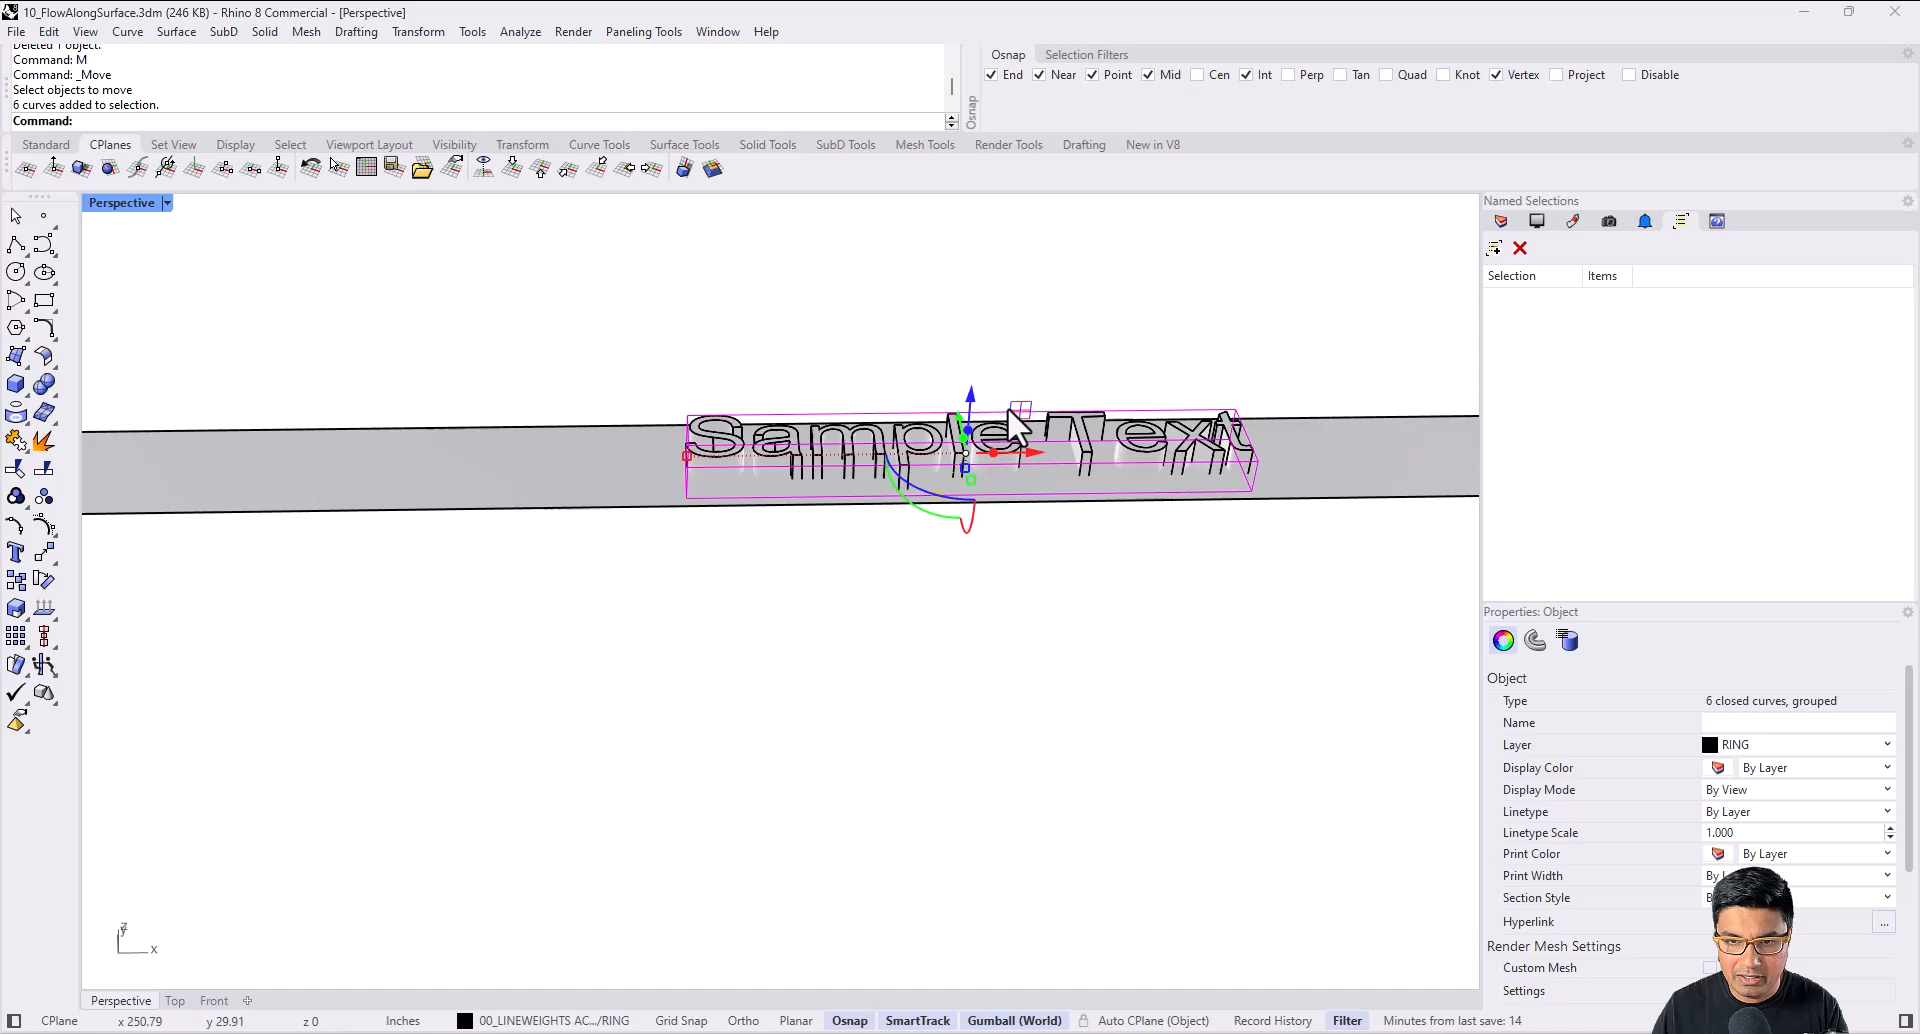 10_FlowAlongSurface.3dm (246 KB) - Rhino 8 Commercial - [Perspective]
File Edit View Curve Surface SubD Solid Mesh Drafting Transform Tools Analyze Render Paneling Tools Window Help
Deleted 1 object.
Command: M
Command: _Move
Select objects to move
6 curves added to selection.
Command:
Osnap Selection Filters
End Near Point Mid Cen Int Perp Tan Quad Knot Vertex Project Disable
Osnap
Standard CPlanes Set View Display Select Viewport Layout Visibility Transform Curve Tools Surface Tools Solid Tools SubD Tools Mesh Tools Render Tools Drafting New in V8
Perspective
Sample Text
z
y
x
Named Selections
Selection Items
Properties: Object
Object
Type 6 closed curves, grouped
Name
Layer RING
Display Color By Layer
Display Mode By View
Linetype By Layer
Linetype Scale 1.000
Print Color By Layer
Print Width
Section Style
Hyperlink ...
Render Mesh Settings
Custom Mesh
Settings
Perspective Top Front
CPlane x 250.79 y 29.91 z 0 Inches 00_LINEWEIGHTS AC.../RING Grid Snap Ortho Planar Osnap SmartTrack Gumball (World) Auto CPlane (Object) Record History Filter Minutes from last save: 14